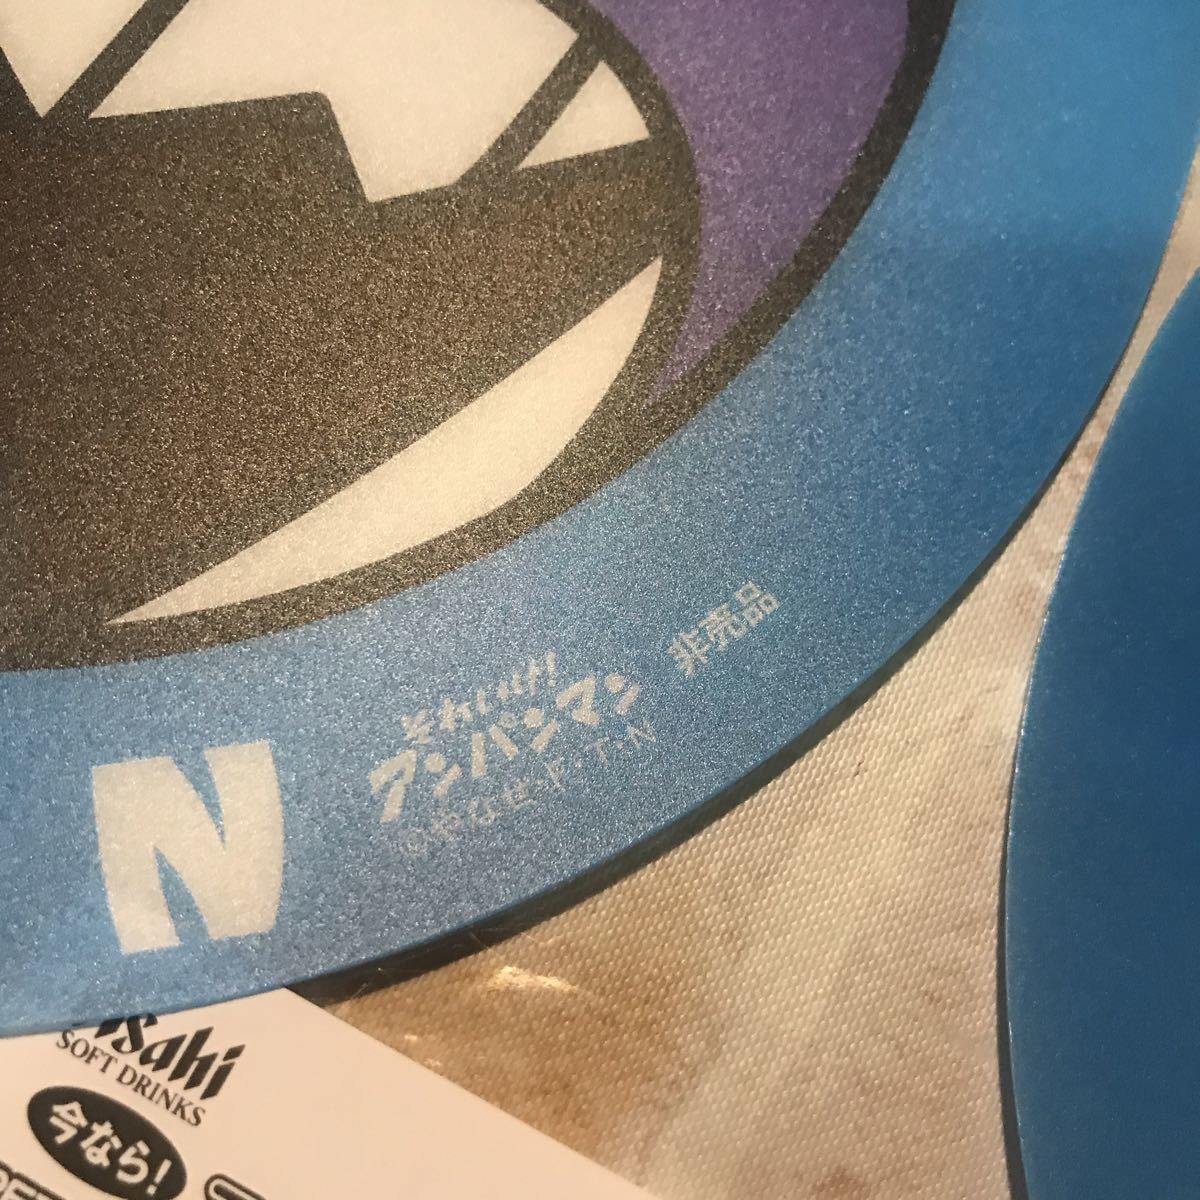 N
それいけ!
アンパンマン
©やなせ・F・T・N
非売品
Asahi
SOFT DRINKS
今なら!